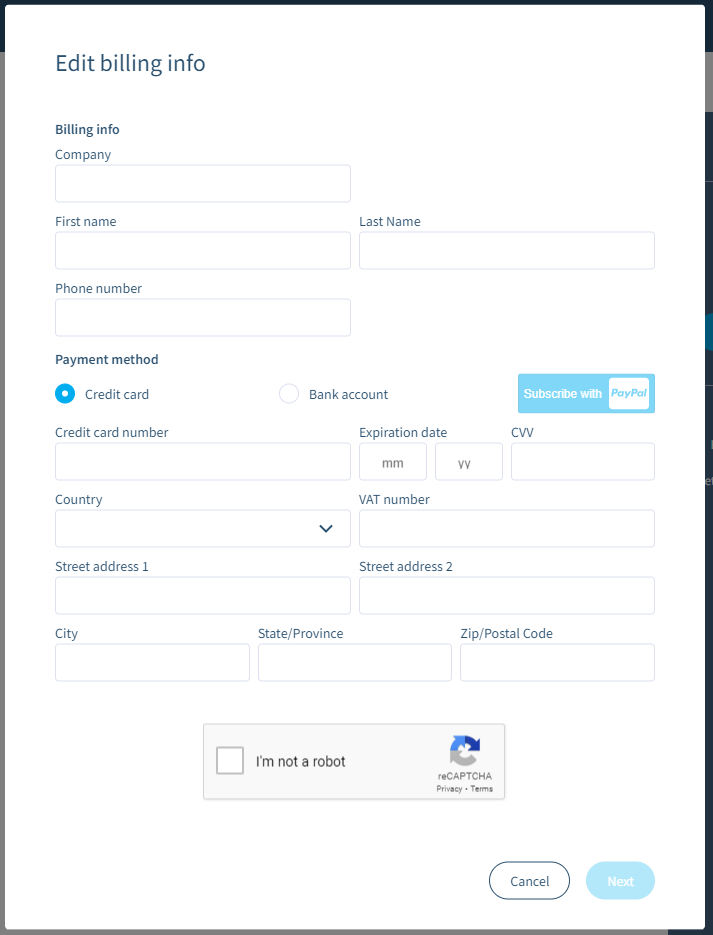 Edit billing info
Billing info
Company
First name Last Name
Phone number
Payment method
Credit card Bank account Subscribe with PayPal
Credit card number Expiration date CVV
mm yy
Country VAT number
Street address 1 Street address 2
City State/Province Zip/Postal Code
I'm not a robot
reCAPTCHA
Privacy • Terms
Cancel Next